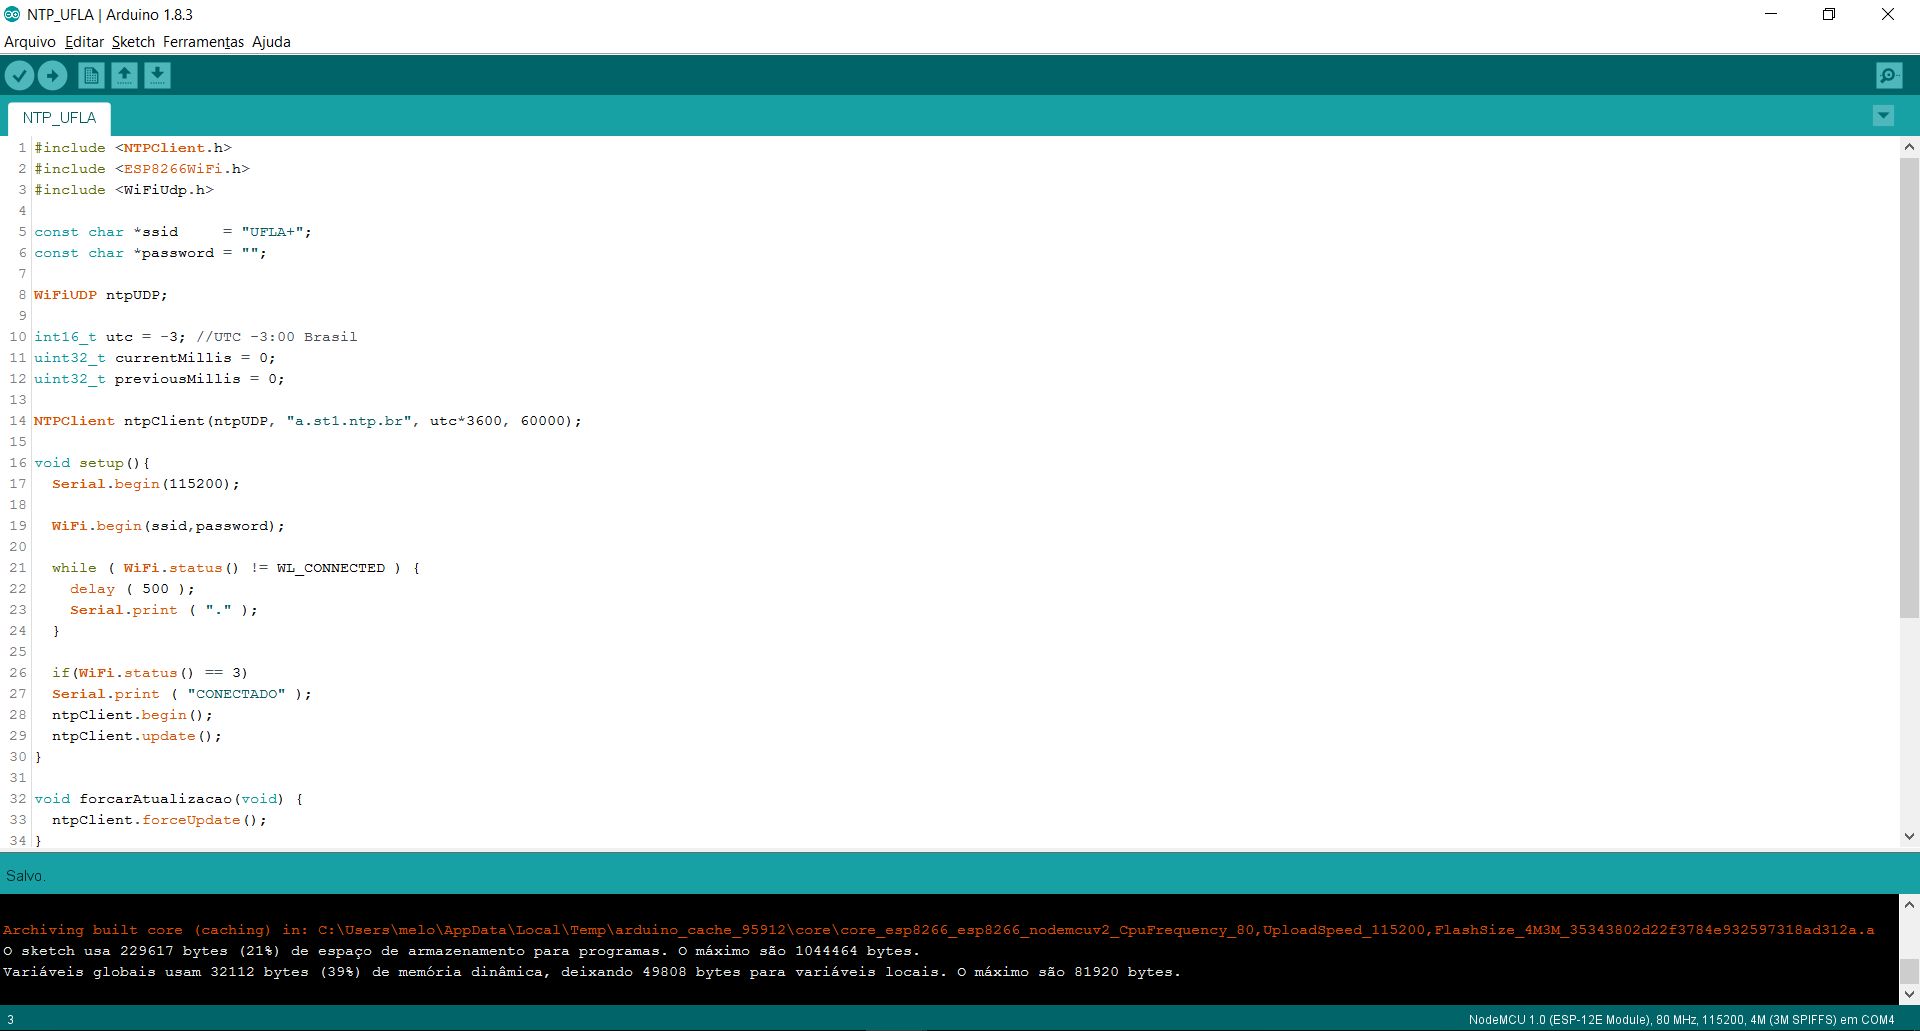 NTP_UFLA | Arduino 1.8.3
Arquivo Editar Sketch Ferramentas Ajuda
NTP_UFLA
1 #include <NTPClient.h>
2 #include <ESP8266WiFi.h>
3 #include <WiFiUdp.h>
4
5 const char *ssid     = "UFLA+";
6 const char *password = "";
7
8 WiFiUDP ntpUDP;
9
10 int16_t utc = -3; //UTC -3:00 Brasil
11 uint32_t currentMillis = 0;
12 uint32_t previousMillis = 0;
13
14 NTPClient ntpClient(ntpUDP, "a.st1.ntp.br", utc*3600, 60000);
15
16 void setup(){
17   Serial.begin(115200);
18
19   WiFi.begin(ssid,password);
20
21   while ( WiFi.status() != WL_CONNECTED ) {
22     delay ( 500 );
23     Serial.print ( "." );
24   }
25
26   if(WiFi.status() == 3)
27   Serial.print ( "CONECTADO" );
28   ntpClient.begin();
29   ntpClient.update();
30 }
31
32 void forcarAtualizacao(void) {
33   ntpClient.forceUpdate();
34 }
Salvo.
Archiving built core (caching) in: C:\Users\melo\AppData\Local\Temp\arduino_cache_95912\core\core_esp8266_esp8266_nodemcuv2_CpuFrequency_80,UploadSpeed_115200,FlashSize_4M3M_35343802d22f3784e932597318ad312a.a
O sketch usa 229617 bytes (21%) de espaço de armazenamento para programas. O máximo são 1044464 bytes.
Variáveis globais usam 32112 bytes (39%) de memória dinâmica, deixando 49808 bytes para variáveis locais. O máximo são 81920 bytes.
3
NodeMCU 1.0 (ESP-12E Module), 80 MHz, 115200, 4M (3M SPIFFS) em COM4